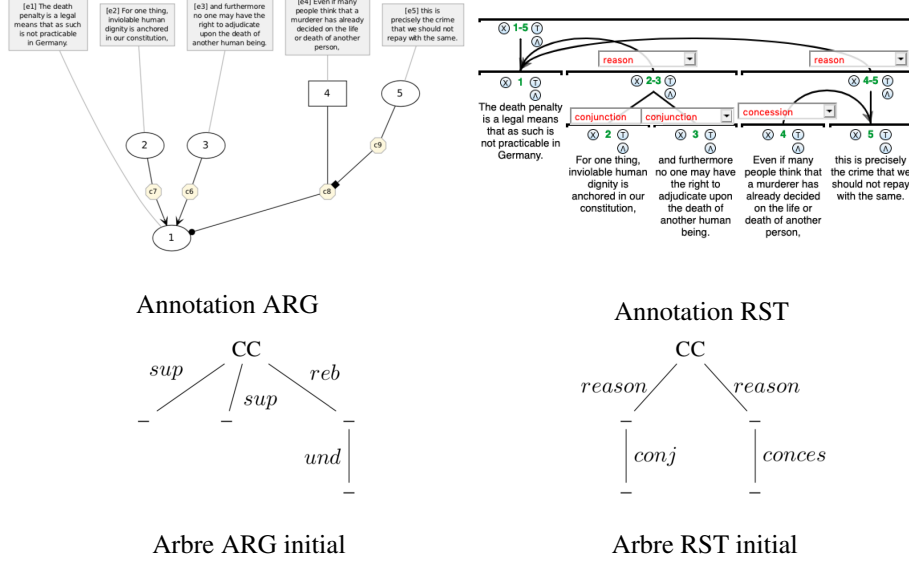 [e1] The death
penalty is a legal
means that as such
is not practicable
in Germany.
[e2] For one thing,
inviolable human
dignity is anchored
in our constitution,
[e3] and furthermore
no one may have the
right to adjudicate
upon the death of
another human being.
[e4] Even if many
people think that a
murderer has already
decided on the life
or death of another
person,
[e5] this is
precisely the crime
that we should not
repay with the same.
4
5
2
3
c9
c7
c6
c8
1
Annotation ARG
1-5
reason
reason
1
2-3
4-5
The death penalty
is a legal means
that as such is
not practicable in
Germany.
conjunction
conjunction
concession
2
3
4
5
For one thing,
inviolable human
dignity is
anchored in our
constitution,
and furthermore
no one may have
the right to
adjudicate upon
the death of
another human
being.
Even if many
people think that
a murderer has
already decided
on the life or
death of another
person,
this is precisely
the crime that we
should not repay
with the same.
Annotation RST
CC
sup
sup
reb
und
Arbre ARG initial
CC
reason
reason
conj
conces
Arbre RST initial